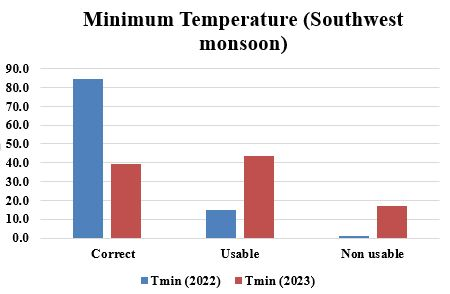 Minimum Temperature (Southwest
monsoon)
90.0
80.0
70.0
60.0
50.0
40.0
30.0
20.0
10.0
0.0
Correct Usable Non usable
Tmin (2022) Tmin (2023)